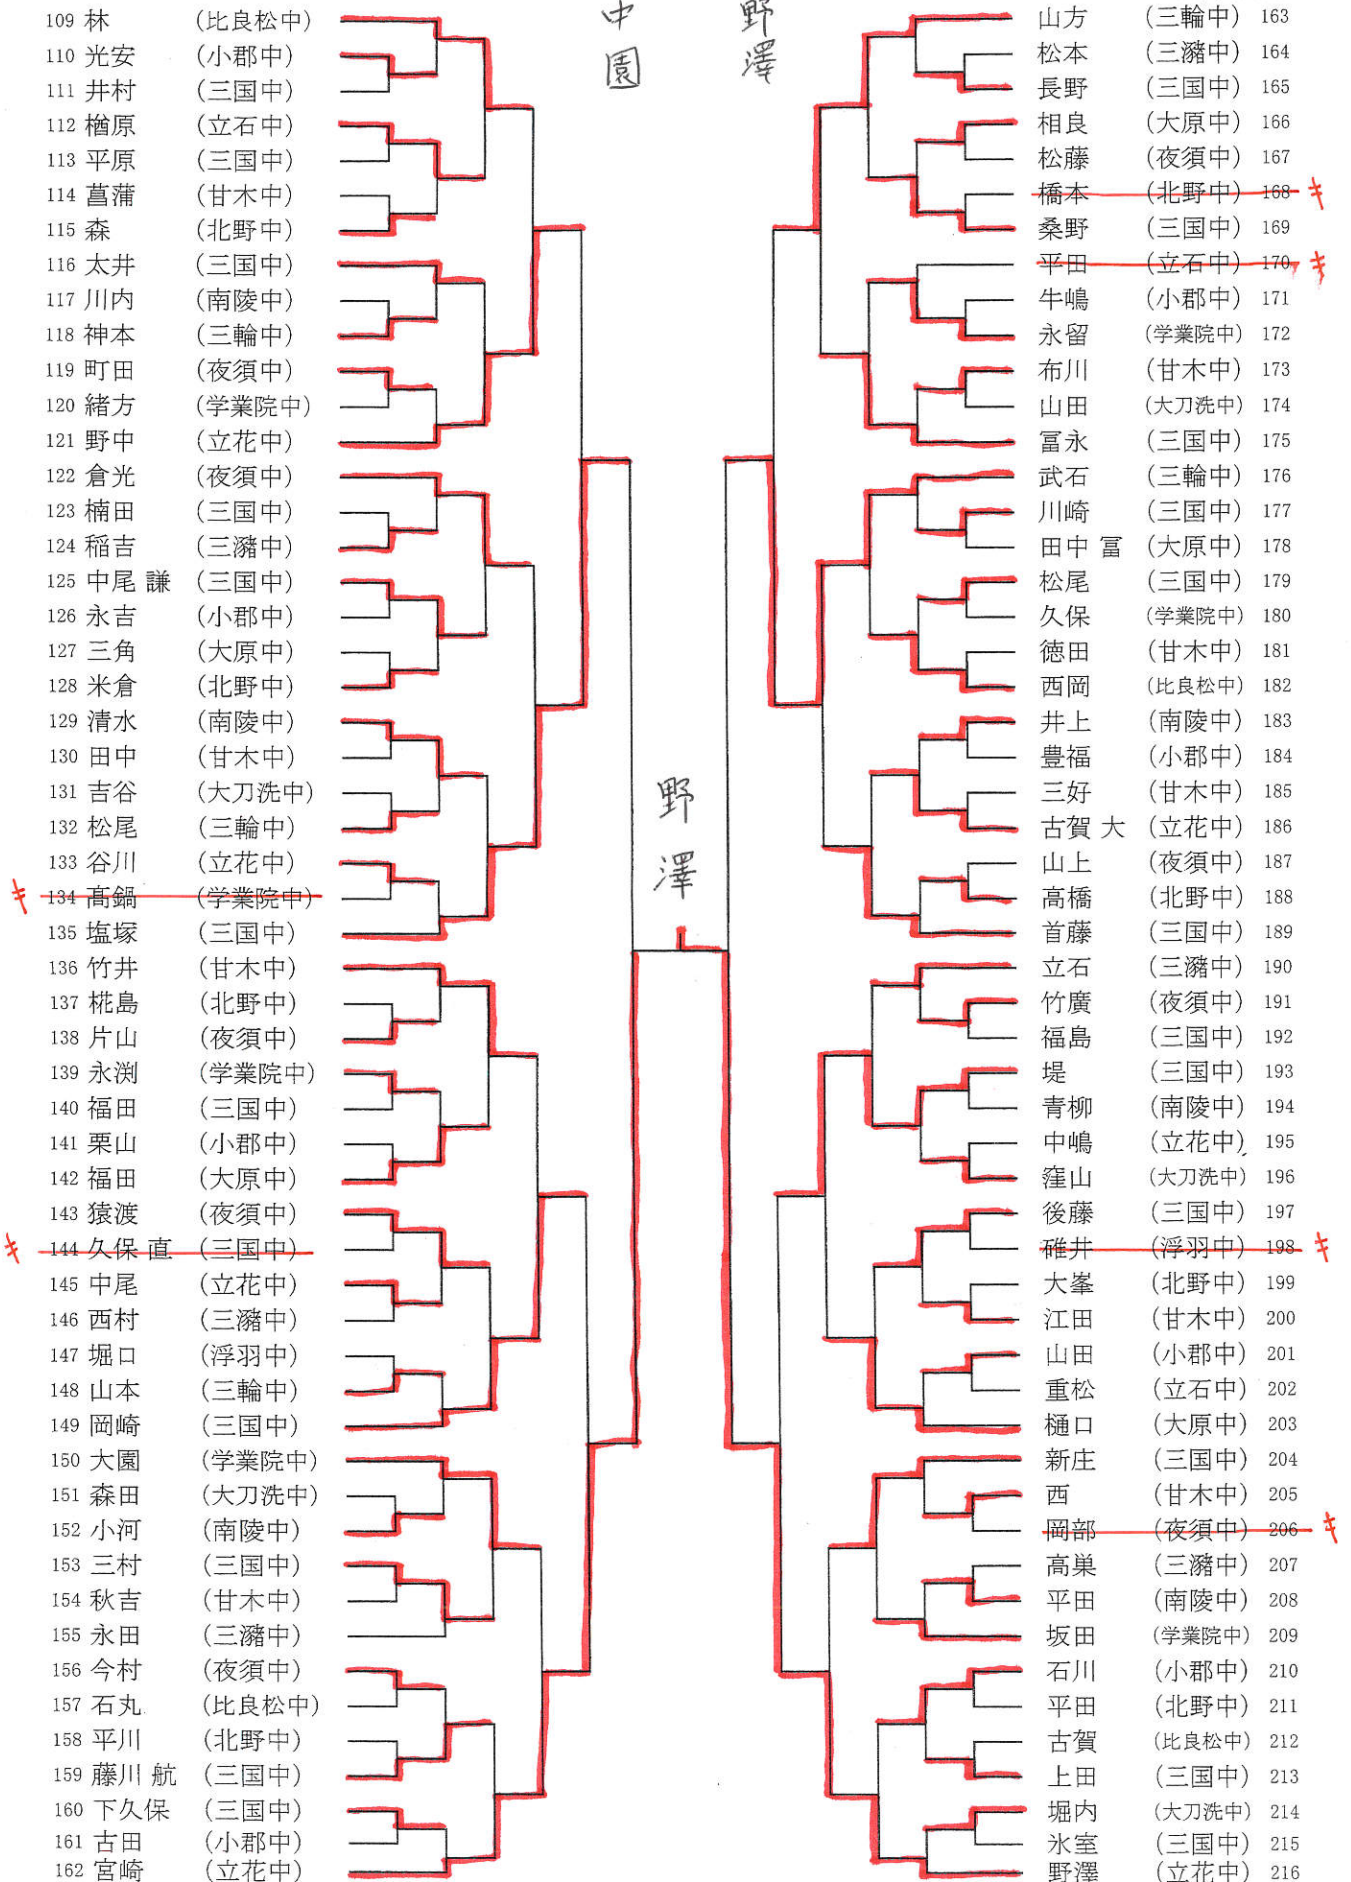 中園
野澤
109 林 (比良松中)
110 光安 (小郡中)
111 井村 (三国中)
112 楢原 (立石中)
113 平原 (三国中)
114 菖蒲 (甘木中)
115 森 (北野中)
116 太井 (三国中)
117 川内 (南陵中)
118 神本 (三輪中)
119 町田 (夜須中)
120 緒方 (学業院中)
121 野中 (立花中)
122 倉光 (夜須中)
123 楠田 (三国中)
124 稲吉 (三潴中)
125 中尾 謙 (三国中)
126 永吉 (小郡中)
127 三角 (大原中)
128 米倉 (北野中)
129 清水 (南陵中)
130 田中 (甘木中)
131 吉谷 (大刀洗中)
132 松尾 (三輪中)
133 谷川 (立花中)
キ 134 髙鍋 (学業院中)
135 塩塚 (三国中)
136 竹井 (甘木中)
137 椛島 (北野中)
138 片山 (夜須中)
139 永渕 (学業院中)
140 福田 (三国中)
141 栗山 (小郡中)
142 福田 (大原中)
143 猿渡 (夜須中)
キ 144 久保 直 (三国中)
145 中尾 (立花中)
146 西村 (三潴中)
147 堀口 (浮羽中)
148 山本 (三輪中)
149 岡崎 (三国中)
150 大園 (学業院中)
151 森田 (大刀洗中)
152 小河 (南陵中)
153 三村 (三国中)
154 秋吉 (甘木中)
155 永田 (三潴中)
156 今村 (夜須中)
157 石丸 (比良松中)
158 平川 (北野中)
159 藤川 航 (三国中)
160 下久保 (三国中)
161 古田 (小郡中)
162 宮崎 (立花中)
野澤
山方 (三輪中) 163
松本 (三潴中) 164
長野 (三国中) 165
相良 (大原中) 166
松藤 (夜須中) 167
橋本 (北野中) 168 キ
桑野 (三国中) 169
平田 (立石中) 170 キ
牛嶋 (小郡中) 171
永留 (学業院中) 172
布川 (甘木中) 173
山田 (大刀洗中) 174
冨永 (三国中) 175
武石 (三輪中) 176
川崎 (三国中) 177
田中 冨 (大原中) 178
松尾 (三国中) 179
久保 (学業院中) 180
徳田 (甘木中) 181
西岡 (比良松中) 182
井上 (南陵中) 183
豊福 (小郡中) 184
三好 (甘木中) 185
古賀 大 (立花中) 186
山上 (夜須中) 187
高橋 (北野中) 188
首藤 (三国中) 189
立石 (三潴中) 190
竹廣 (夜須中) 191
福島 (三国中) 192
堤 (三国中) 193
青柳 (南陵中) 194
中嶋 (立花中) 195
窪山 (大刀洗中) 196
後藤 (三国中) 197
碓井 (浮羽中) 198 キ
大峯 (北野中) 199
江田 (甘木中) 200
山田 (小郡中) 201
重松 (立石中) 202
樋口 (大原中) 203
新庄 (三国中) 204
西 (甘木中) 205
岡部 (夜須中) 206 キ
高巣 (三潴中) 207
平田 (南陵中) 208
坂田 (学業院中) 209
石川 (小郡中) 210
平田 (北野中) 211
古賀 (比良松中) 212
上田 (三国中) 213
堀内 (大刀洗中) 214
氷室 (三国中) 215
野澤 (立花中) 216